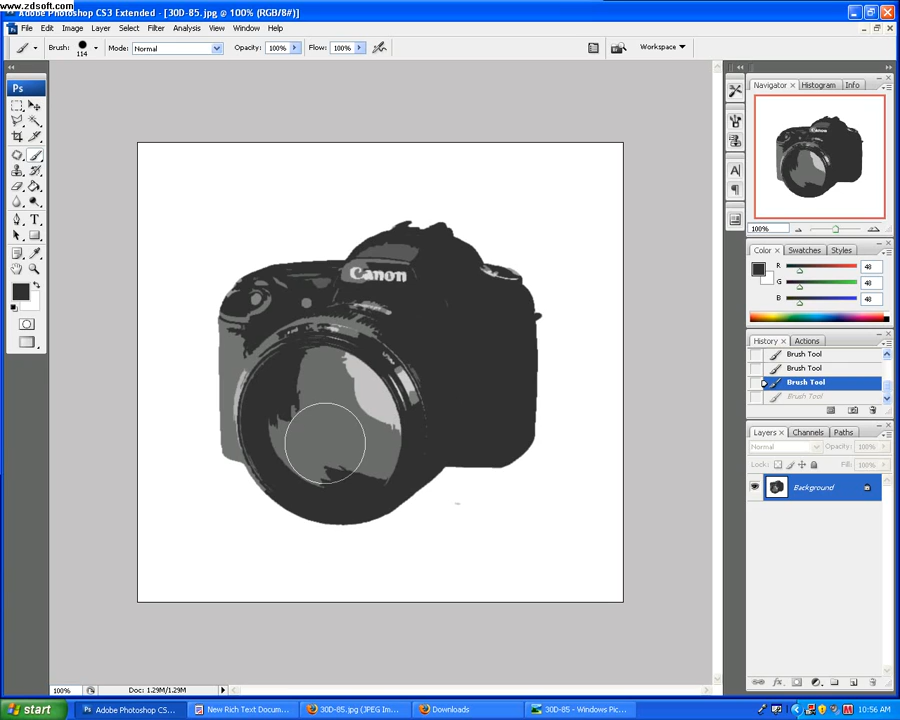 www.zdsoft.com
Adobe Photoshop CS3 Extended - [30D-85.jpg @ 100% (RGB/8#)]
File Edit Image Layer Select Filter Analysis View Window Help
Brush: 114 Mode: Normal Opacity: 100% Flow: 100% Workspace
Ps
Canon
Navigator Histogram Info
Canon
100%
Color Swatches Styles
R 48
G 48
B 48
History Actions
Brush Tool
Brush Tool
Brush Tool
Brush Tool
Layers Channels Paths
Normal Opacity: 100%
Lock: Fill: 100%
Background
100% Doc: 1.29M/1.29M
start Adobe Photoshop CS... New Rich Text Docum... 30D-85.jpg (JPEG Im... Downloads 30D-85 - Windows Pic... 10:56 AM